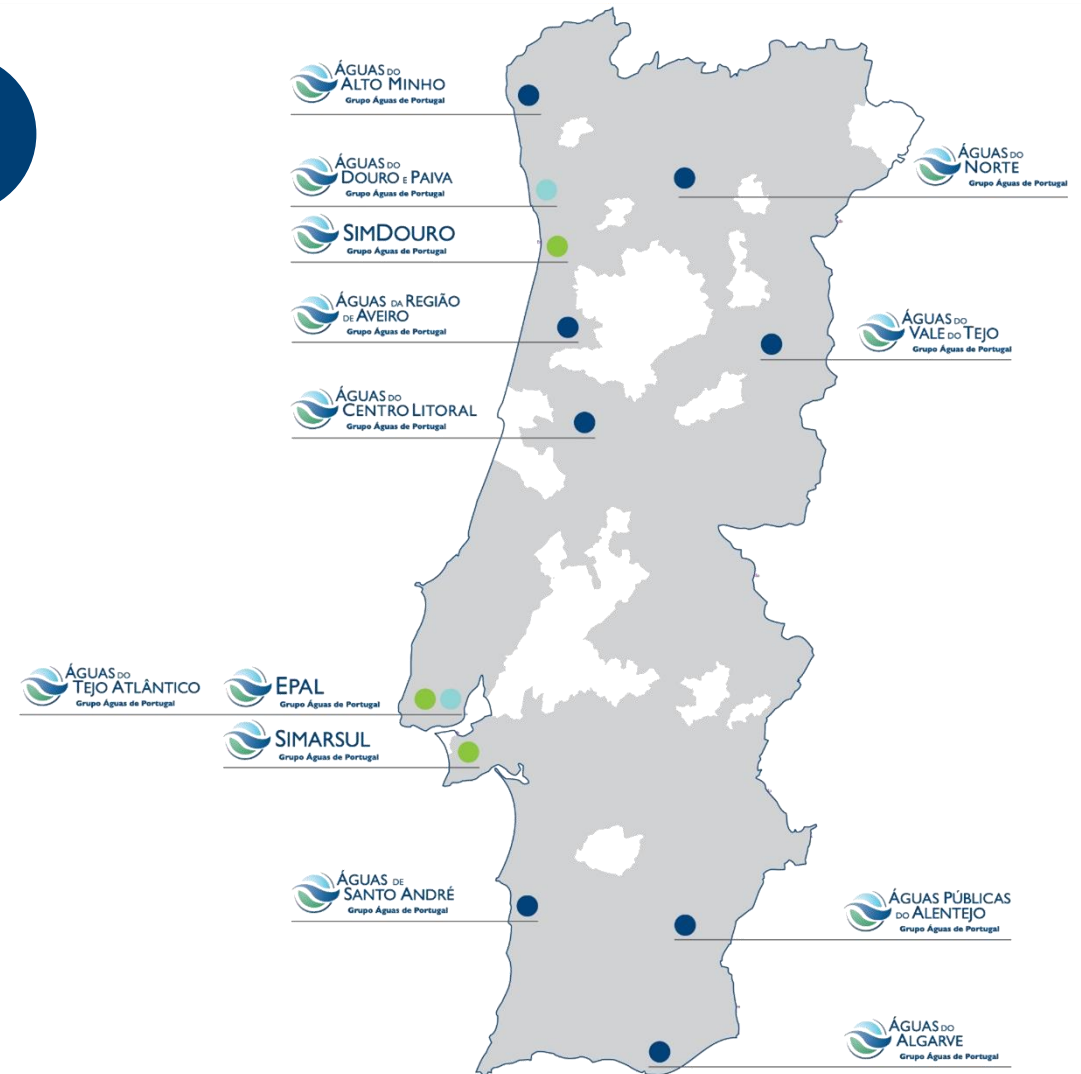 ÁGUAS DO
ALTO MINHO
Grupo Águas de Portugal
ÁGUAS DO
DOURO E PAIVA
Grupo Águas de Portugal
SIMDOURO
Grupo Águas de Portugal
ÁGUAS DA REGIÃO
DE AVEIRO
Grupo Águas de Portugal
ÁGUAS DO
CENTRO LITORAL
Grupo Águas de Portugal
ÁGUAS DO
NORTE
Grupo Águas de Portugal
ÁGUAS DO
VALE DO TEJO
Grupo Águas de Portugal
ÁGUAS DO
TEJO ATLÂNTICO
Grupo Águas de Portugal
EPAL
Grupo Águas de Portugal
SIMARSUL
Grupo Águas de Portugal
ÁGUAS DE
SANTO ANDRÉ
Grupo Águas de Portugal
ÁGUAS PÚBLICAS
DO ALENTEJO
Grupo Águas de Portugal
ÁGUAS DO
ALGARVE
Grupo Águas de Portugal